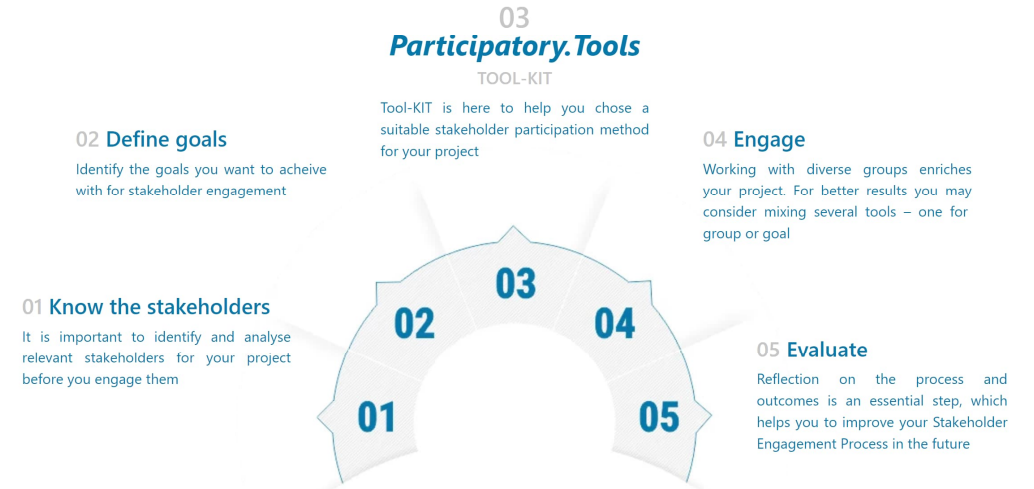 03
Participatory.Tools
TOOL-KIT
Tool-KIT is here to help you chose a
suitable stakeholder participation method
for your project
02 Define goals
Identify the goals you want to acheive
with for stakeholder engagement
04 Engage
Working with diverse groups enriches
your project. For better results you may
consider mixing several tools – one for
group or goal
01 Know the stakeholders
It is important to identify and analyse
relevant stakeholders for your project
before you engage them
05 Evaluate
Reflection on the process and
outcomes is an essential step, which
helps you to improve your Stakeholder
Engagement Process in the future
01
02
03
04
05